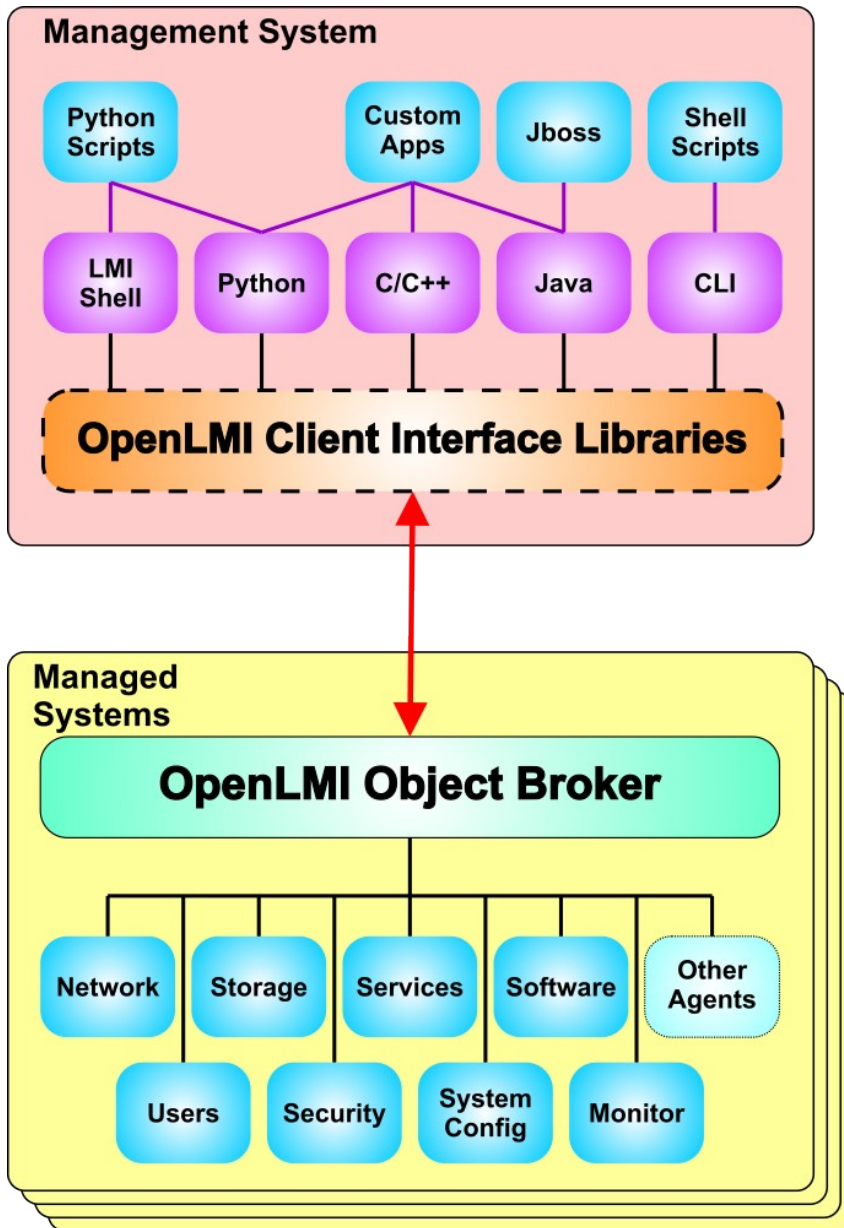 Management System
Python
Scripts
Custom
Apps
Jboss
Shell
Scripts
LMI
Shell
Python
C/C++
Java
CLI
OpenLMI Client Interface Libraries
Managed
Systems
OpenLMI Object Broker
Network
Storage
Services
Software
Other
Agents
Users
Security
System
Config
Monitor